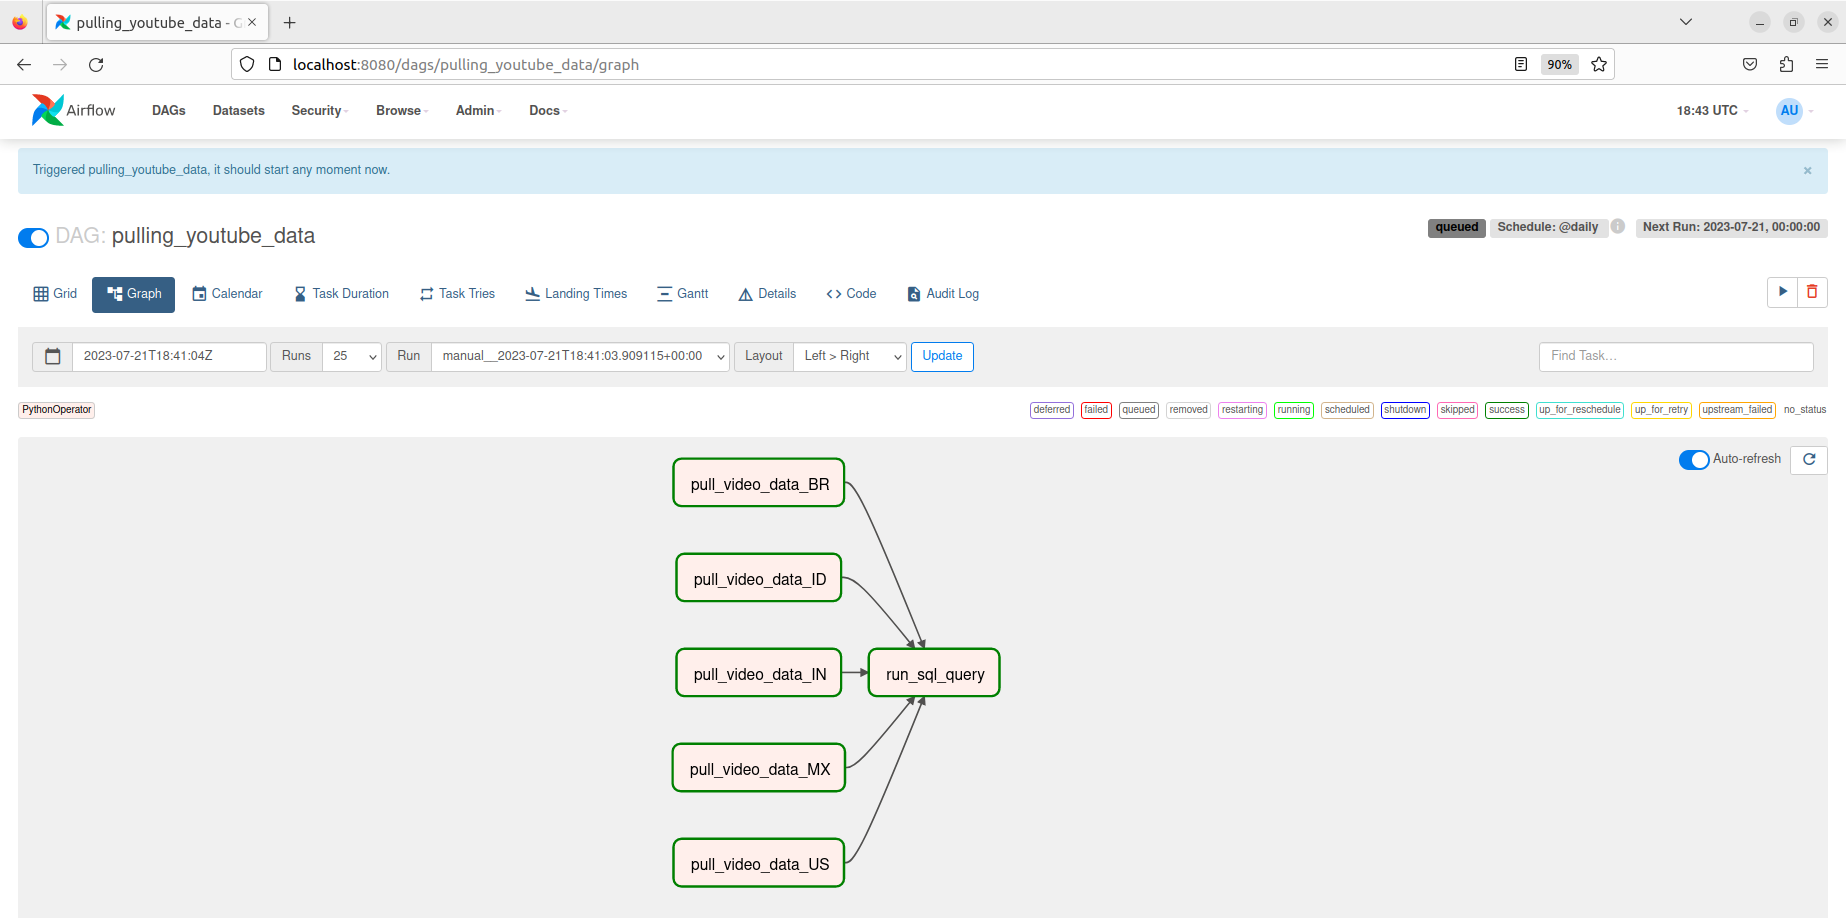 pulling_youtube_data - G
localhost:8080/dags/pulling_youtube_data/graph
90%
Airflow
DAGs
Datasets
Security
Browse
Admin
Docs
18:43 UTC
AU
Triggered pulling_youtube_data, it should start any moment now.
×
DAG: pulling_youtube_data
queued
Schedule: @daily
i
Next Run: 2023-07-21, 00:00:00
Grid
Graph
Calendar
Task Duration
Task Tries
Landing Times
Gantt
Details
Code
Audit Log
2023-07-21T18:41:04Z
Runs
25
Run
manual__2023-07-21T18:41:03.909115+00:00
Layout
Left > Right
Update
Find Task…
PythonOperator
deferred
failed
queued
removed
restarting
running
scheduled
shutdown
skipped
success
up_for_reschedule
up_for_retry
upstream_failed
no_status
Auto-refresh
pull_video_data_BR
pull_video_data_ID
pull_video_data_IN
run_sql_query
pull_video_data_MX
pull_video_data_US